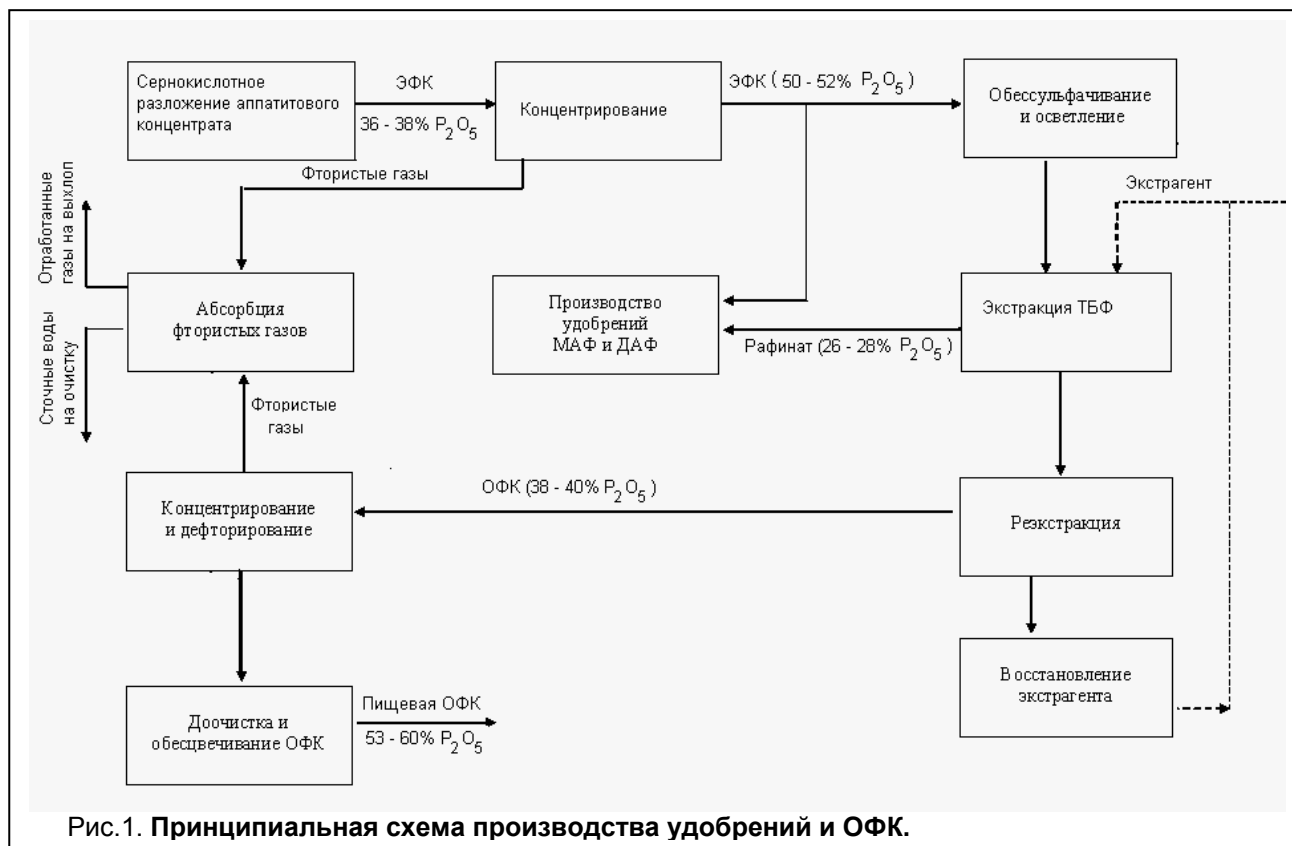 Сернокислотное
разложение аппатитового
концентрата
ЭФК
36 - 38% P2O5
Концентрирование
ЭФК ( 50 - 52% P2O5)
Обессульфачивание
и осветление
Фтористые газы
Экстрагент
Отработанные
газы на выхлоп
Абсорбция
фтористых газов
Производство
удобрений
МАФ и ДАФ
Экстракция ТБФ
Рафинат (26 - 28% P2O5)
Сточные воды
на очистку
Фтористые
газы
Концентрирование
и дефторирование
ОФК (38 - 40% P2O5)
Реэкстракция
Восстановление
экстрагента
Доочистка и
обесцвечивание ОФК
Пищевая ОФК
53 - 60% P2O5
Рис.1. Принципиальная схема производства удобрений и ОФК.